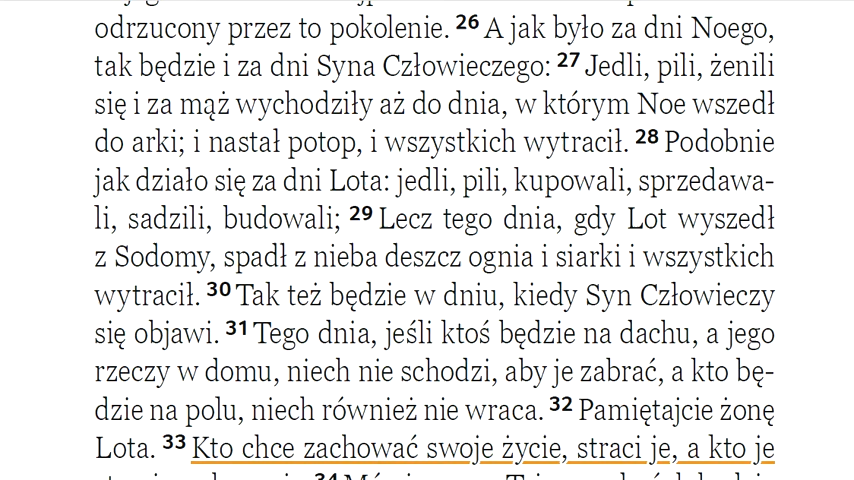 odrzucony przez to pokolenie. 26 A jak było za dni Noego,
tak będzie i za dni Syna Człowieczego: 27 Jedli, pili, żenili
się i za mąż wychodziły aż do dnia, w którym Noe wszedł
do arki; i nastał potop, i wszystkich wytracił. 28 Podobnie
jak działo się za dni Lota: jedli, pili, kupowali, sprzedawa-
li, sadzili, budowali; 29 Lecz tego dnia, gdy Lot wyszedł
z Sodomy, spadł z nieba deszcz ognia i siarki i wszystkich
wytracił. 30 Tak też będzie w dniu, kiedy Syn Człowieczy
się objawi. 31 Tego dnia, jeśli ktoś będzie na dachu, a jego
rzeczy w domu, niech nie schodzi, aby je zabrać, a kto bę-
dzie na polu, niech również nie wraca. 32 Pamiętajcie żonę
Lota. 33 Kto chce zachować swoje życie, straci je, a kto je